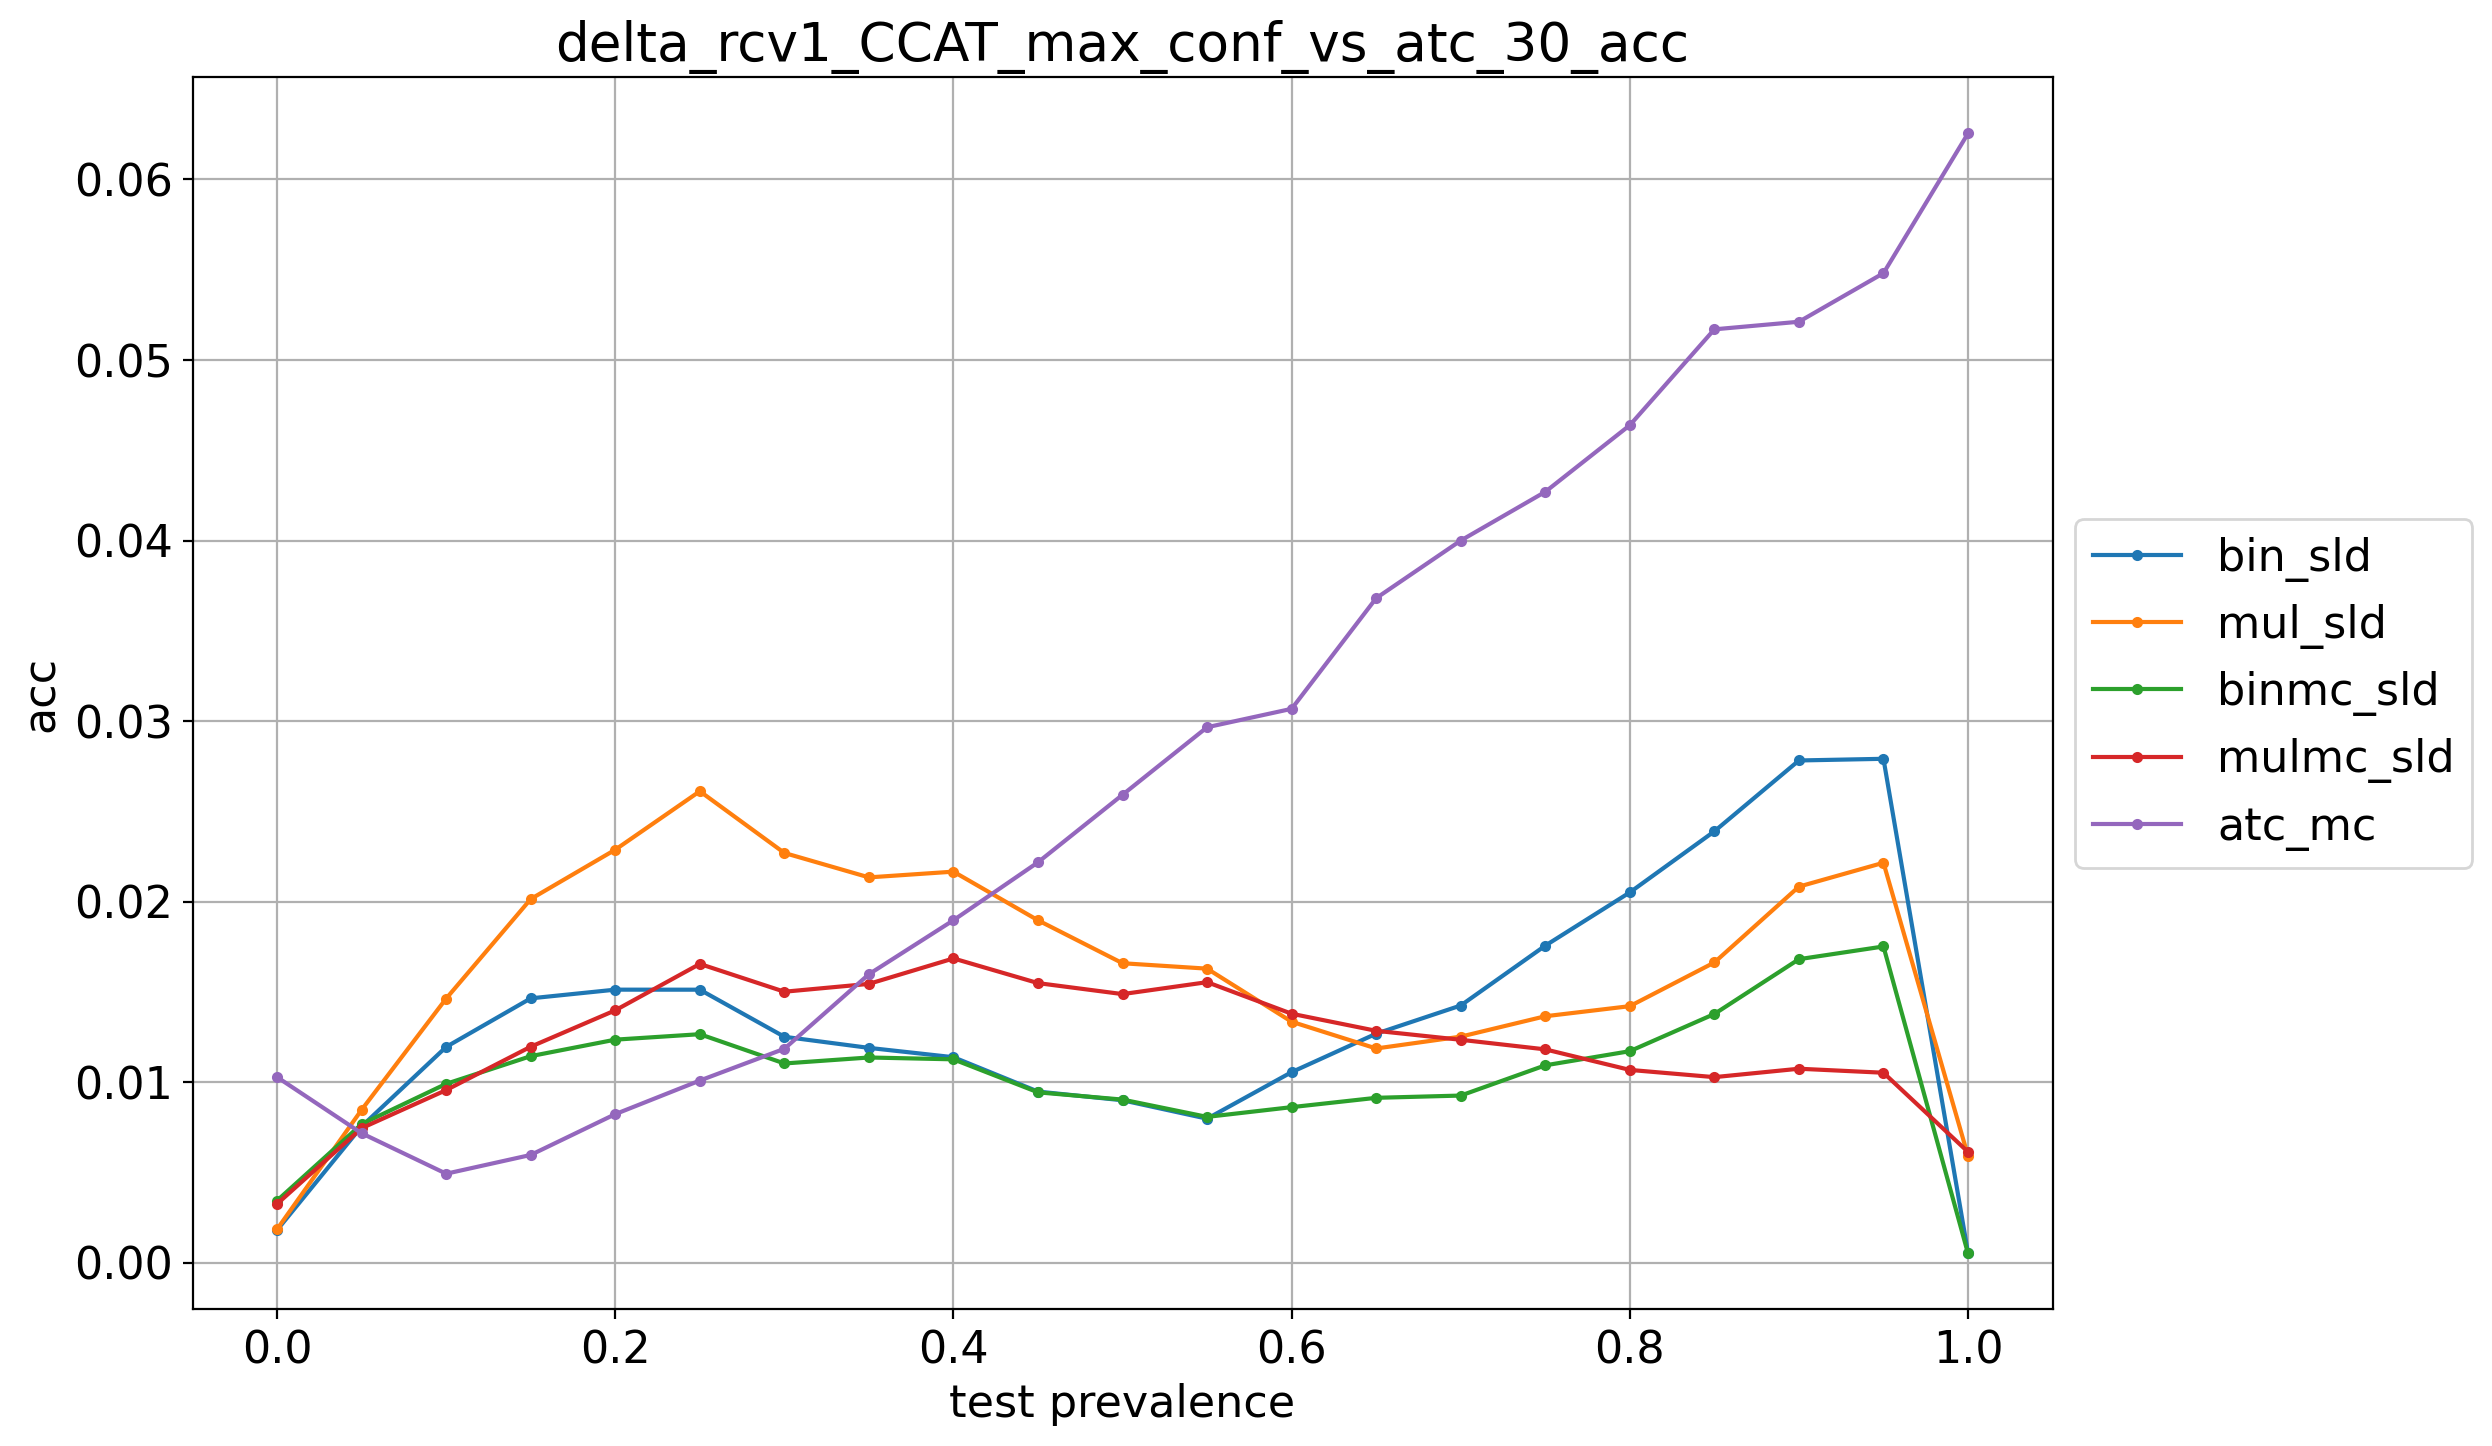 delta_rcv1_CCAT_max_conf_vs_atc_30_acc
0.06
0.05
0.04
0.03
0.02
0.01
0.00
acc
0.0 0.2 0.4 0.6 0.8 1.0
test prevalence
bin_sld
mul_sld
binmc_sld
mulmc_sld
atc_mc